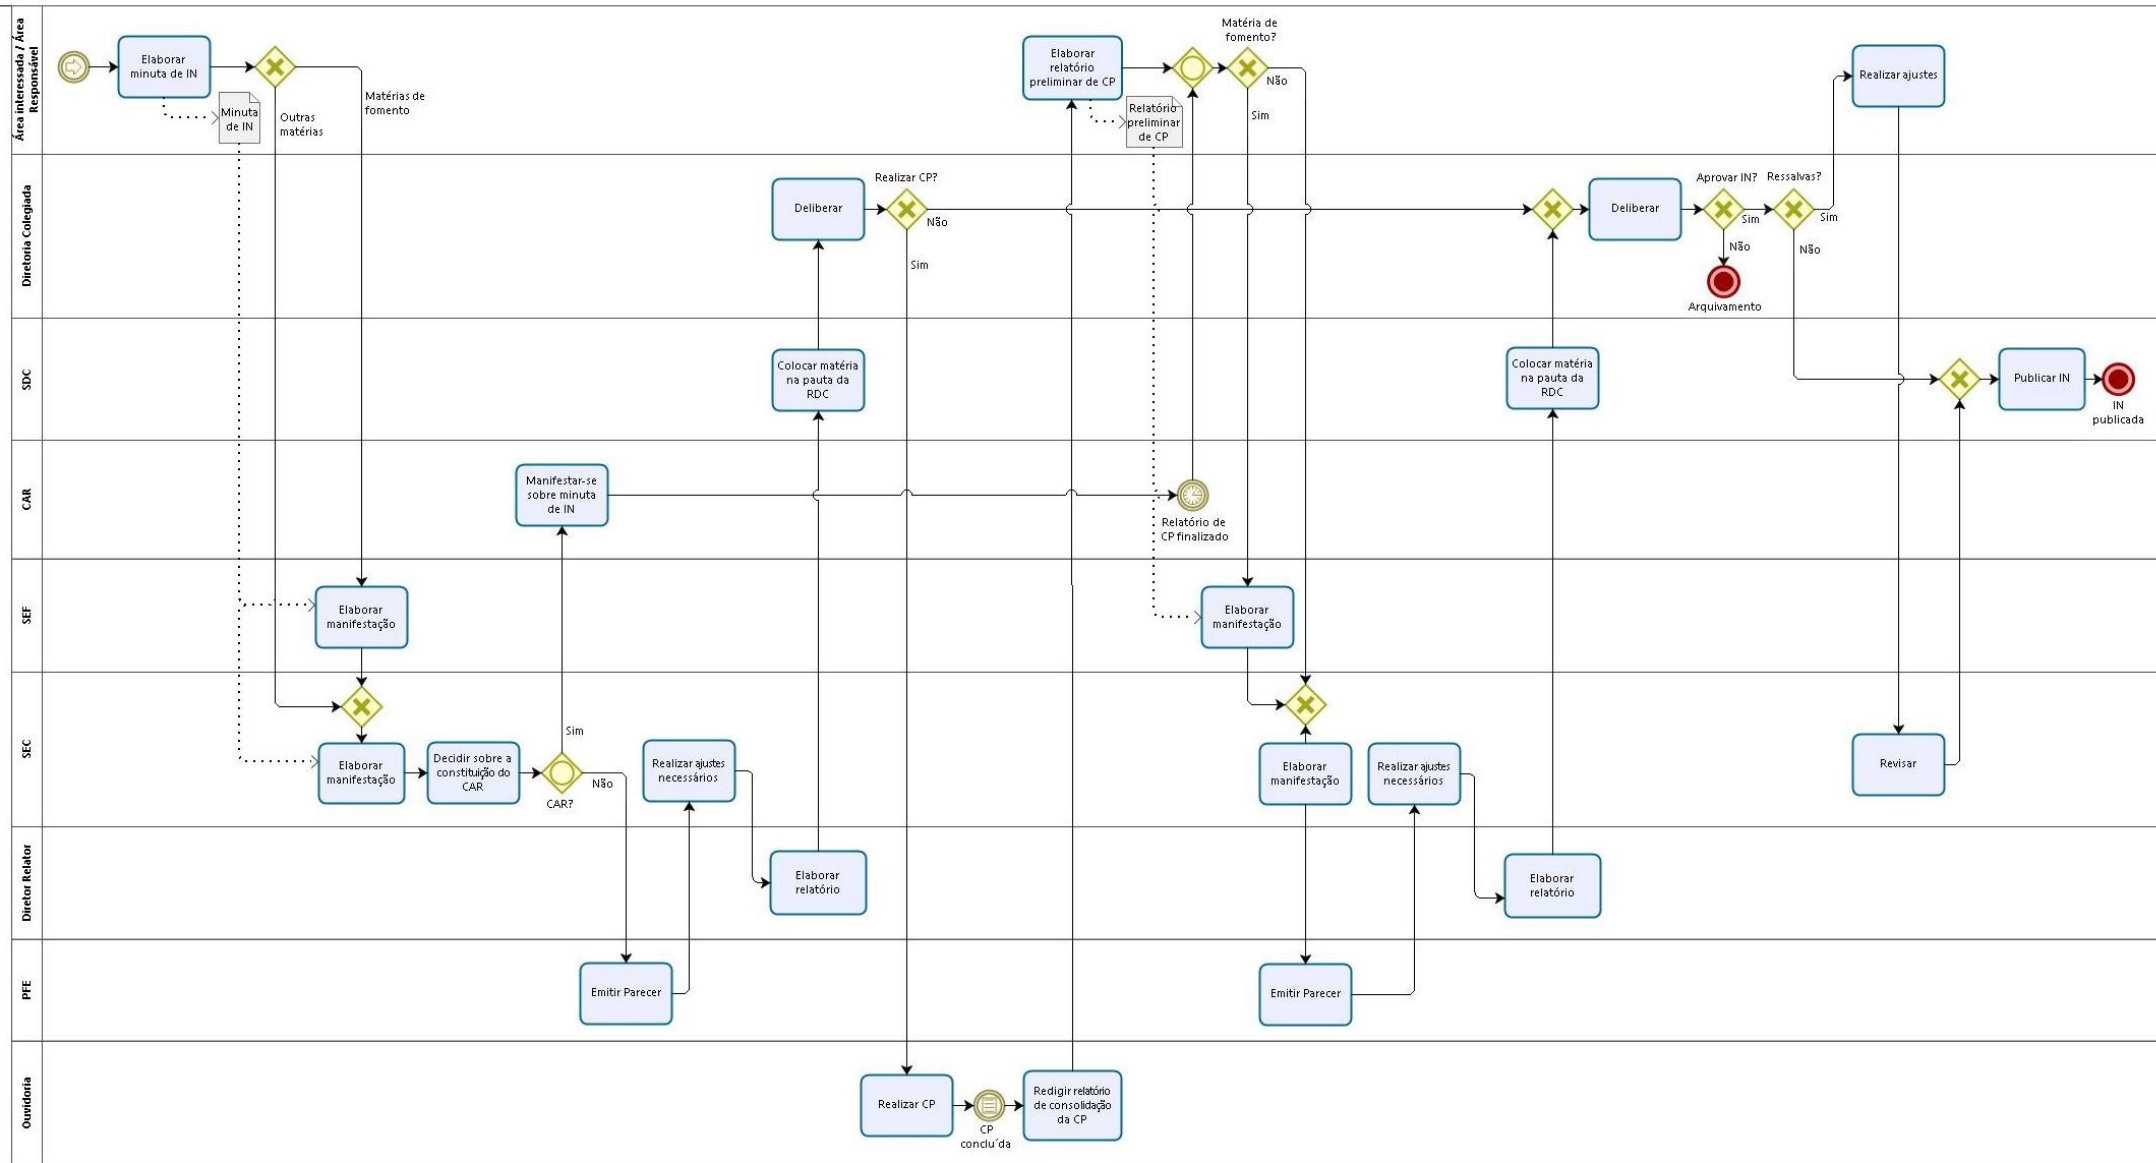 Área interessada / Área
Responsável
Elaborar
minuta de IN
Minuta
de IN
Outras
matérias
Matérias de
fomento
Elaborar
relatório
preliminar de CP
Relatório
preliminar
de CP
Matéria de
fomento?
Não
Sim
Realizar ajustes
Diretoria Colegiada
Deliberar
Realizar CP?
Não
Sim
Deliberar
Aprovar IN?
Sim
Não
Arquivamento
Ressalvas?
Sim
Não
SDC
Colocar matéria
na pauta da
RDC
Colocar matéria
na pauta da
RDC
Publicar IN
IN
publicada
CAR
Manifestar-se
sobre minuta
de IN
Relatório de
CP finalizado
SEF
Elaborar
manifestação
Elaborar
manifestação
SEC
Elaborar
manifestação
Decidir sobre a
constituição do
CAR
Sim
Não
CAR?
Realizar ajustes
necessários
Elaborar
manifestação
Realizar ajustes
necessários
Revisar
Diretor Relator
Elaborar
relatório
Elaborar
relatório
PFE
Emitir Parecer
Emitir Parecer
Ouvidoria
Realizar CP
CP
conclu´da
Redigir relatório
de consolidação
da CP